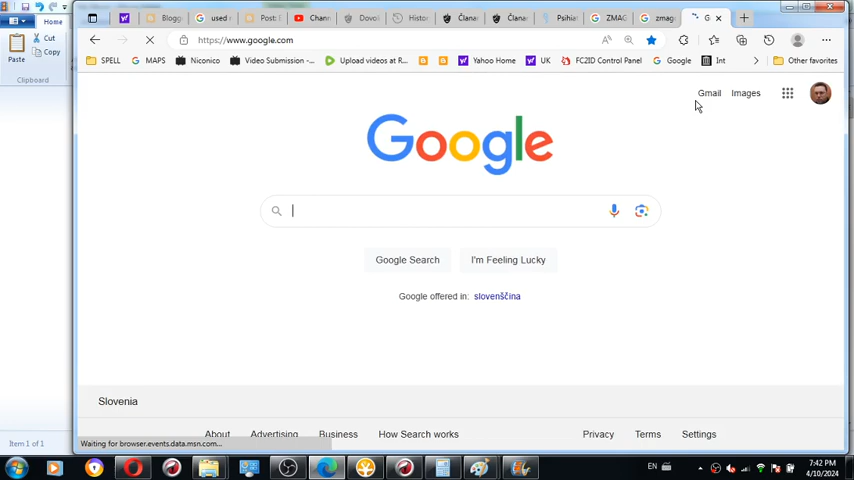 Home
Cut
Copy
Paste
Clipboard
Blogg
used r
Post: E
Chann
Dovol
Histor
Člana
Člana
Psihia
ZMAG
zmag
G
https://www.google.com
SPELL
MAPS
Niconico
Video Submission -...
Upload videos at R...
Yahoo Home
UK
FC2ID Control Panel
Google
Int
Other favorites
Gmail
Images
Google
Google Search
I'm Feeling Lucky
Google offered in: slovenščina
Slovenia
About
Advertising
Business
How Search works
Privacy
Terms
Settings
Waiting for browser.events.data.msn.com...
Item 1 of 1
EN
7:42 PM
4/10/2024